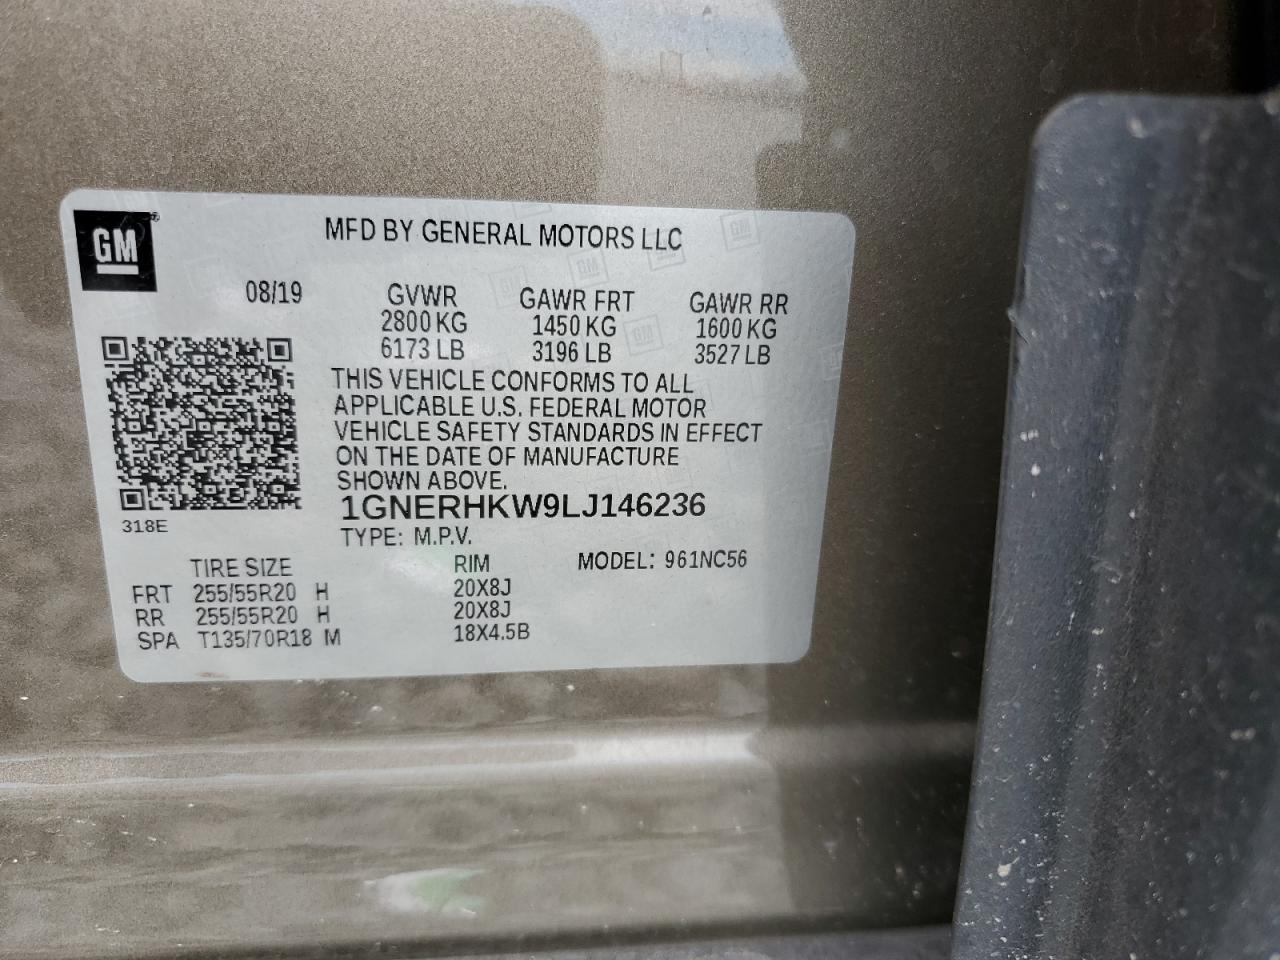 GM
MFD BY GENERAL MOTORS LLC
08/19 GVWR GAWR FRT GAWR RR
2800 KG 1450 KG 1600 KG
6173 LB 3196 LB 3527 LB
THIS VEHICLE CONFORMS TO ALL
APPLICABLE U.S. FEDERAL MOTOR
VEHICLE SAFETY STANDARDS IN EFFECT
ON THE DATE OF MANUFACTURE
SHOWN ABOVE.
1GNERHKW9LJ146236
318E
TYPE: M.P.V.
TIRE SIZE RIM MODEL: 961NC56
FRT 255/55R20 H 20X8J
RR 255/55R20 H 20X8J
SPA T135/70R18 M 18X4.5B